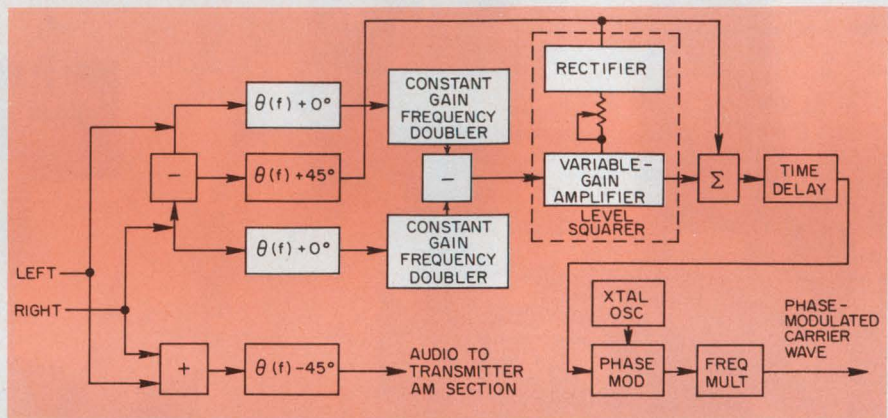 θ(f)+0°
CONSTANT
GAIN
FREQUENCY
DOUBLER
RECTIFIER
-
θ(f)+45°
-
VARIABLE-
GAIN
AMPLIFIER
LEVEL
SQUARER
Σ
TIME
DELAY
θ(f)+0°
CONSTANT
GAIN
FREQUENCY
DOUBLER
LEFT
RIGHT
+
θ(f)-45°
AUDIO TO
TRANSMITTER
AM SECTION
XTAL
OSC
PHASE
MOD
FREQ
MULT
PHASE-
MODULATED
CARRIER
WAVE